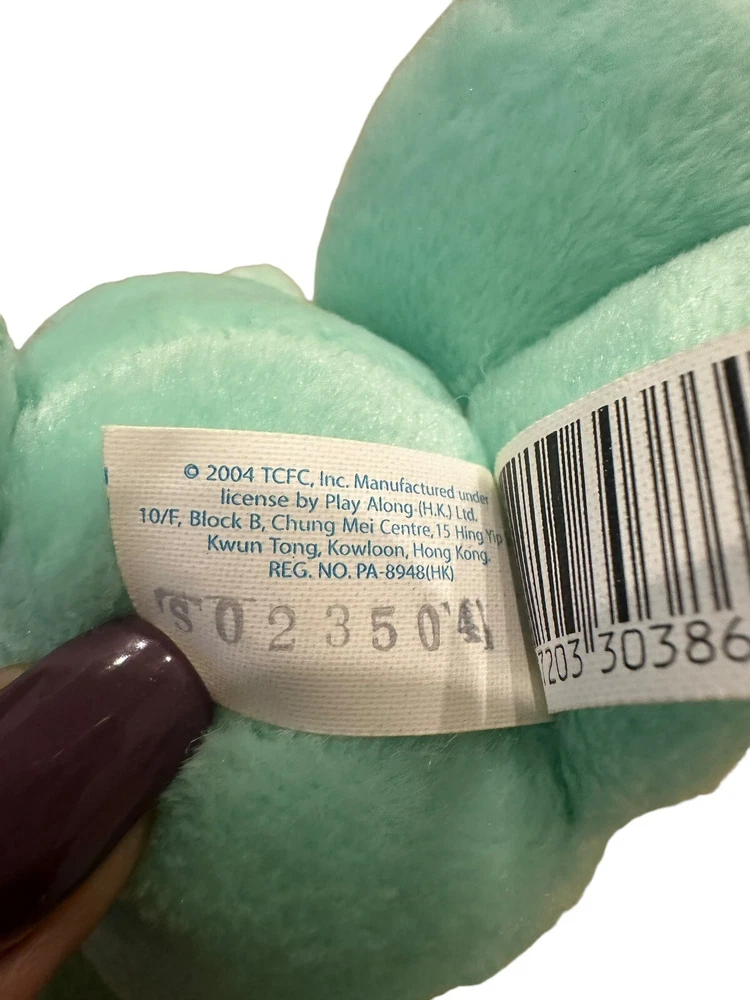 © 2004 TCFC, Inc. Manufactured under
license by Play Along (H.K.) Ltd.
10/F, Block B, Chung Mei Centre, 15 Hing Yip
Kwun Tong, Kowloon, Hong Kong.
REG. NO. PA-8948(HK)
S023504
203 30386